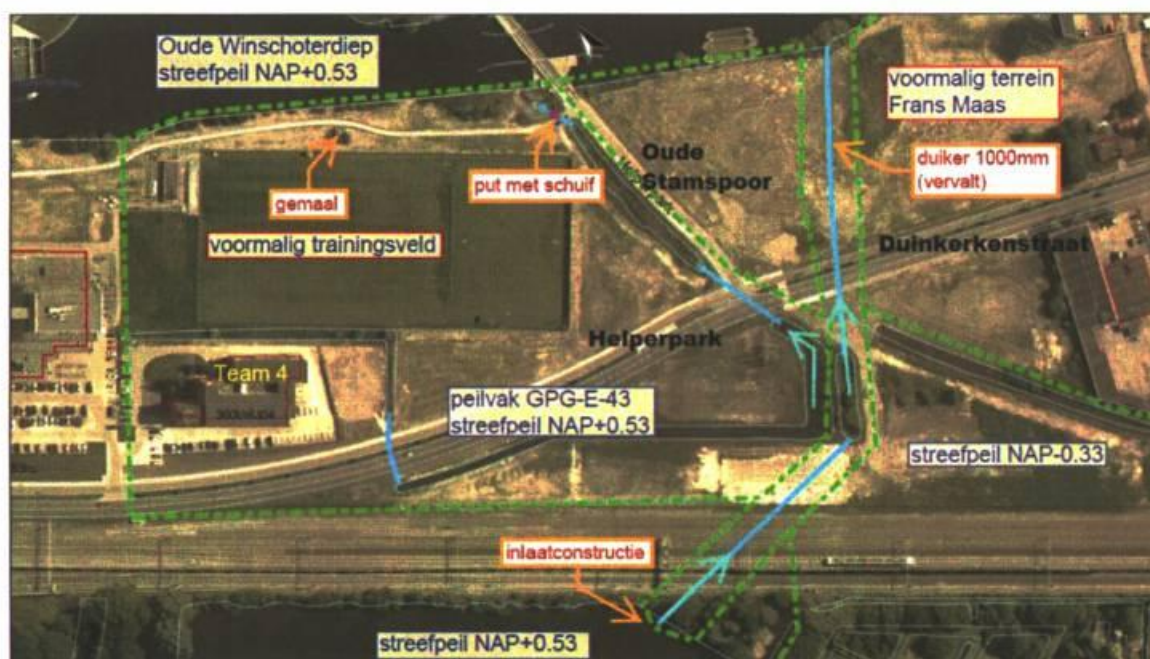 Oude Winschoterdiep
streefpeil NAP+0.53
voormalig terrein
Frans Maas
duiker 1000mm
(vervalt)
Oude
Stamspoor
put met schuif
gemaal
voormalig trainingsveld
Duinkerkenstraat
Helperpark
Team 4
peilvak GPG-E-43
streefpeil NAP+0.53
streefpeil NAP-0.33
inlaatconstructie
streefpeil NAP+0.53